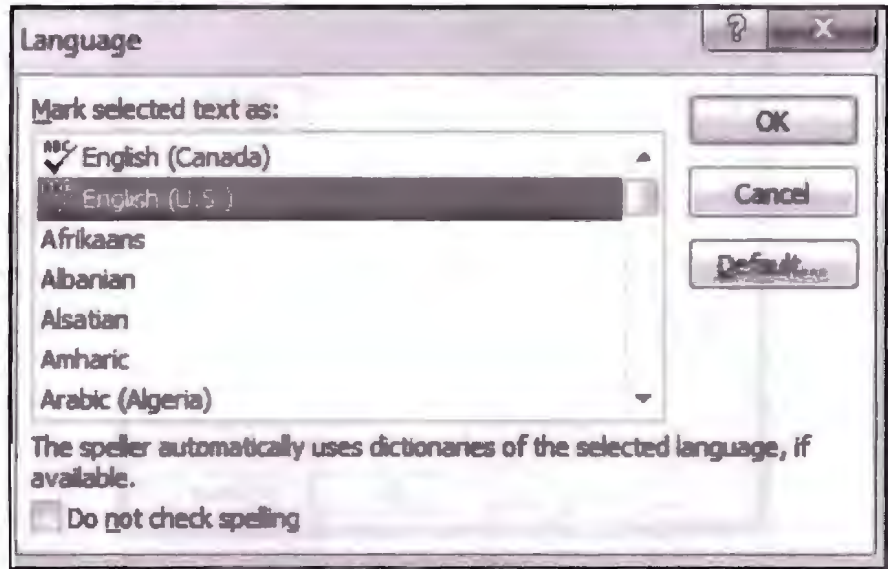 Language
?
X
Mark selected text as:
OK
ABC English (Canada)
English (U.S.)
Cancel
Afrikaans
Albanian
Default...
Alsatian
Amharic
Arabic (Algeria)
The speller automatically uses dictionaries of the selected language, if
available.
Do not check spelling